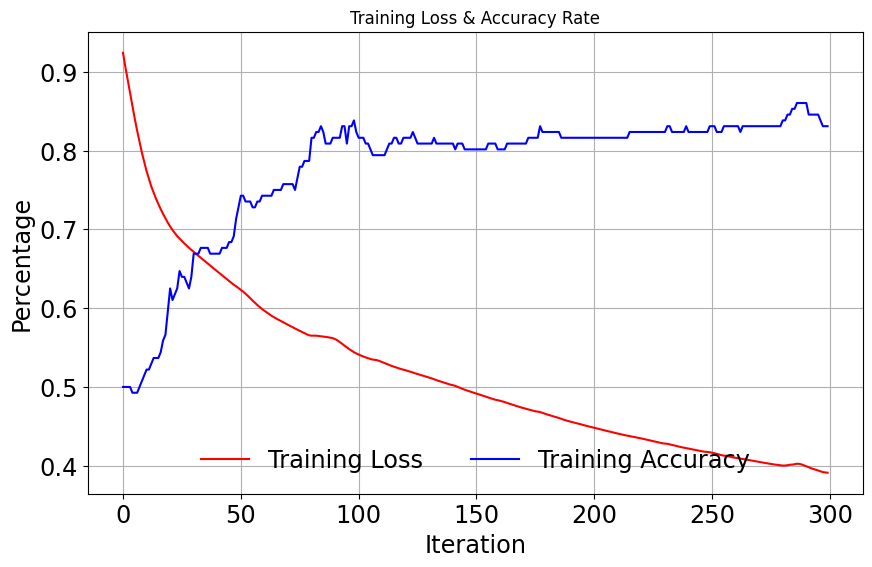 Training Loss & Accuracy Rate
0.9
0.8
0.7
0.6
0.5
0.4
Percentage
Training Loss
Training Accuracy
0 50 100 150 200 250 300
Iteration